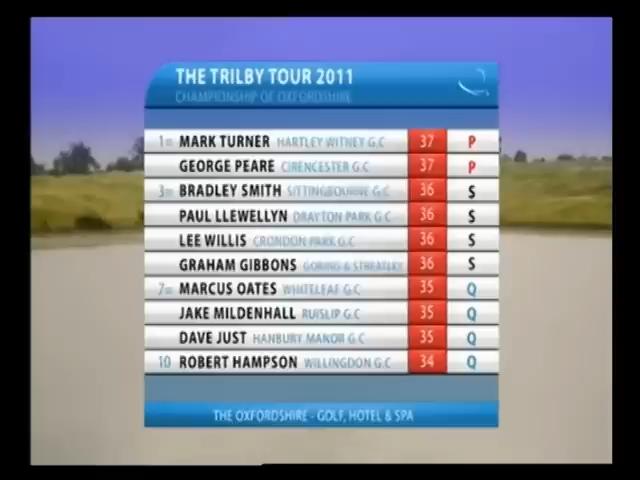 THE TRILBY TOUR 2011
CHAMPIONSHIP OF OXFORDSHIRE
1= MARK TURNER HARTLEY WITNEY G.C 37 P
GEORGE PEARE CIRENCESTER G.C 37 P
3= BRADLEY SMITH SITTINGBOURNE G.C 36 S
PAUL LLEWELLYN DRAYTON PARK G.C 36 S
LEE WILLIS CRONDON PARK G.C 36 S
GRAHAM GIBBONS GORING & STREATLEY 36 S
7= MARCUS OATES WHITELEAF G.C 35 Q
JAKE MILDENHALL RUISLIP G.C 35 Q
DAVE JUST HANBURY MANOR G.C 35 Q
10 ROBERT HAMPSON WILLINGDON G.C 34 Q
THE OXFORDSHIRE - GOLF, HOTEL & SPA